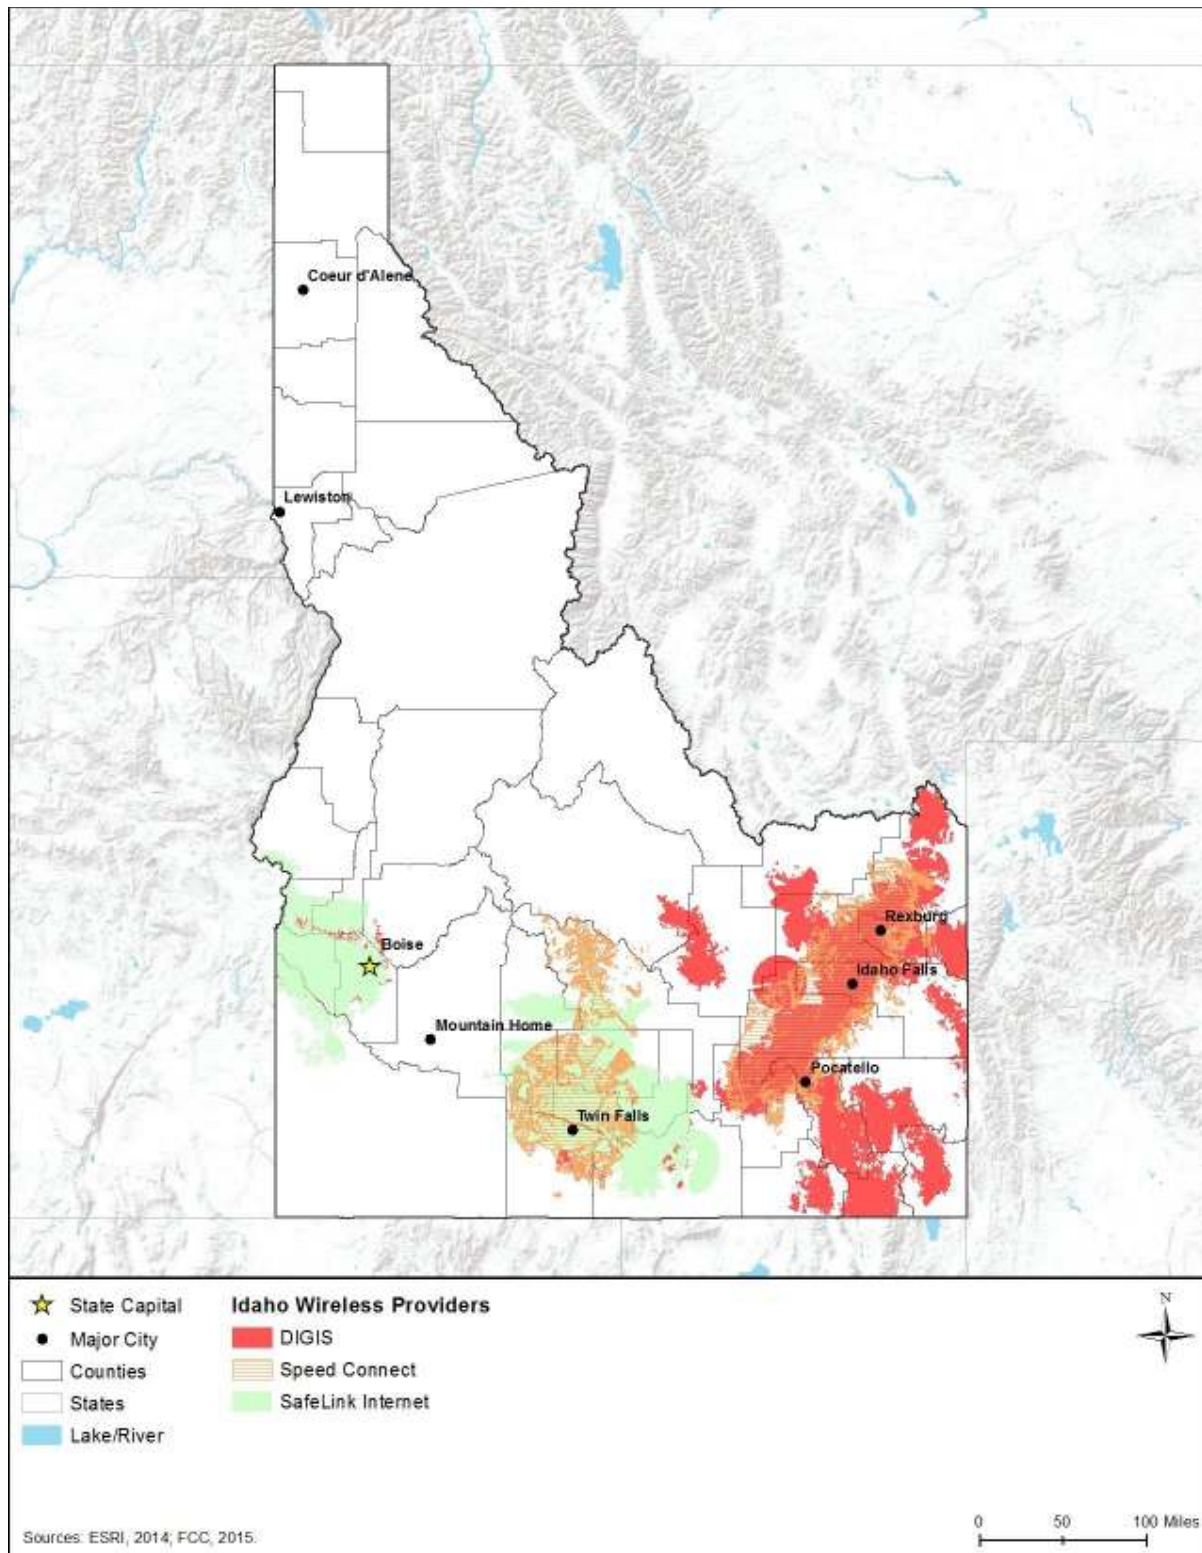 Coeur d'Alene
Lewiston
Rexburg
Boise
Idaho Falls
Mountain Home
Pocatello
Twin Falls
State Capital
Idaho Wireless Providers
N
Major City
DIGIS
Counties
Speed Connect
States
SafeLink Internet
Lake/River
Sources: ESRI, 2014; FCC, 2015.
0 50 100 Miles